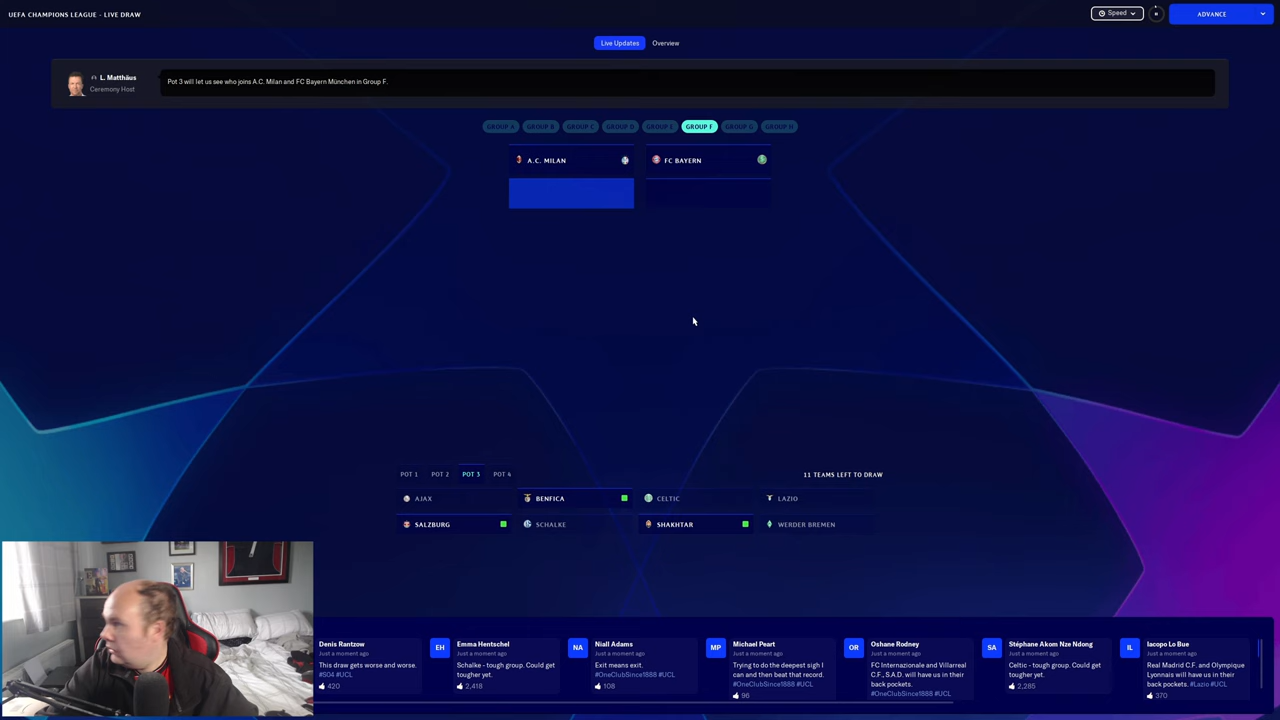 UEFA CHAMPIONS LEAGUE - LIVE DRAW
Speed
ADVANCE
Live Updates
Overview
L. Matthäus
Ceremony Host
Pot 3 will let us see who joins A.C. Milan and FC Bayern München in Group F.
GROUP A
GROUP B
GROUP C
GROUP D
GROUP E
GROUP F
GROUP G
GROUP H
A.C. MILAN
FC BAYERN
POT 1
POT 2
POT 3
POT 4
11 TEAMS LEFT TO DRAW
AJAX
BENFICA
CELTIC
LAZIO
SALZBURG
SCHALKE
SHAKHTAR
WERDER BREMEN
Denis Rantzow
Just a moment ago
This draw gets worse and worse.
#S04 #UCL
420
EH
Emma Hentschel
Just a moment ago
Schalke - tough group. Could get
tougher yet.
2,418
NA
Niall Adams
Just a moment ago
Exit means exit.
#OneClubSince1888 #UCL
108
MP
Michael Peart
Just a moment ago
Trying to do the deepest sigh I
can and then beat that record.
#OneClubSince1888 #UCL
96
OR
Oshane Rodney
Just a moment ago
FC Internazionale and Villarreal
C.F., S.A.D. will have us in their
back pockets.
#OneClubSince1888 #UCL
SA
Stéphane Akom Nze Ndong
Just a moment ago
Celtic - tough group. Could get
tougher yet.
2,285
IL
Iacopo Lo Bue
Just a moment ago
Real Madrid C.F. and Olympique
Lyonnais will have us in their
back pockets. #Lazio #UCL
370